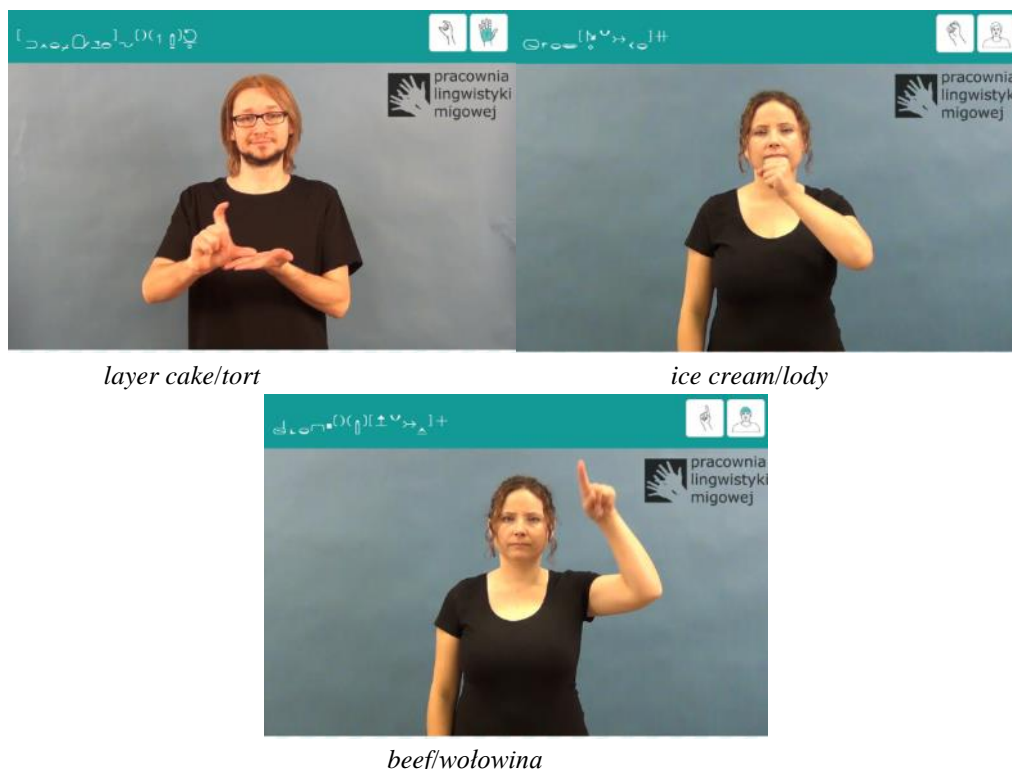 pracownia
lingwistyki
migowej
pracownia
lingwistyki
migowej
layer cake/tort
ice cream/lody
pracownia
lingwistyki
migowej
beef/wołowina